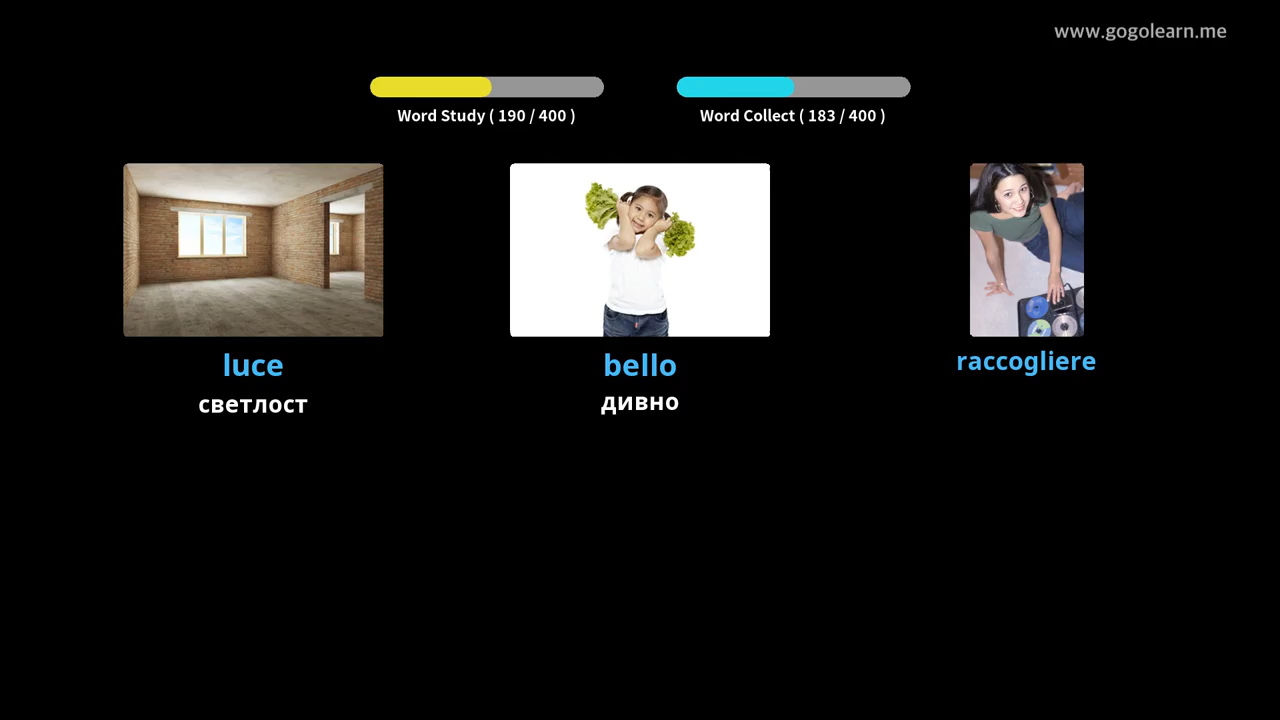 www.gogolearn.me
Word Study ( 190 / 400 )
Word Collect ( 183 / 400 )
luce
светлост
bello
дивно
raccogliere